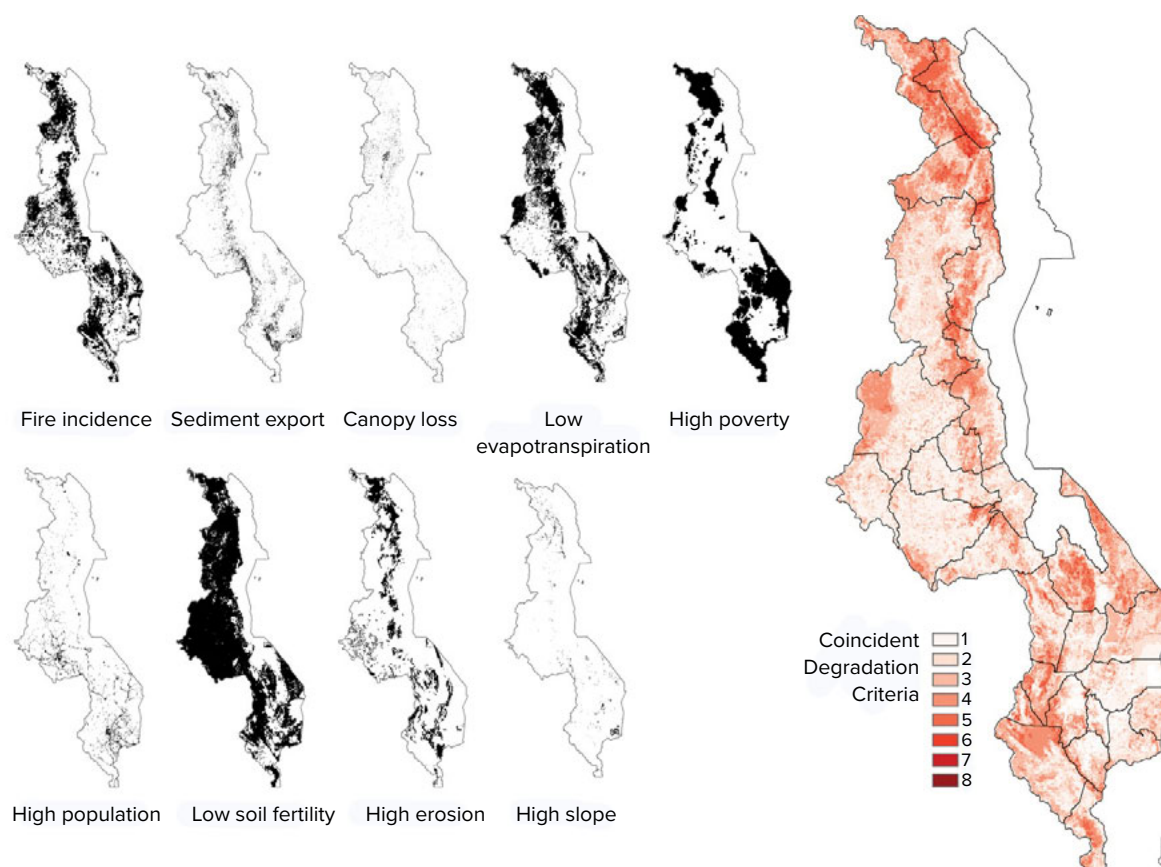 Fire incidence
Sediment export
Canopy loss
Low
evapotranspiration
High poverty
High population
Low soil fertility
High erosion
High slope
Coincident
Degradation
Criteria
1
2
3
4
5
6
7
8